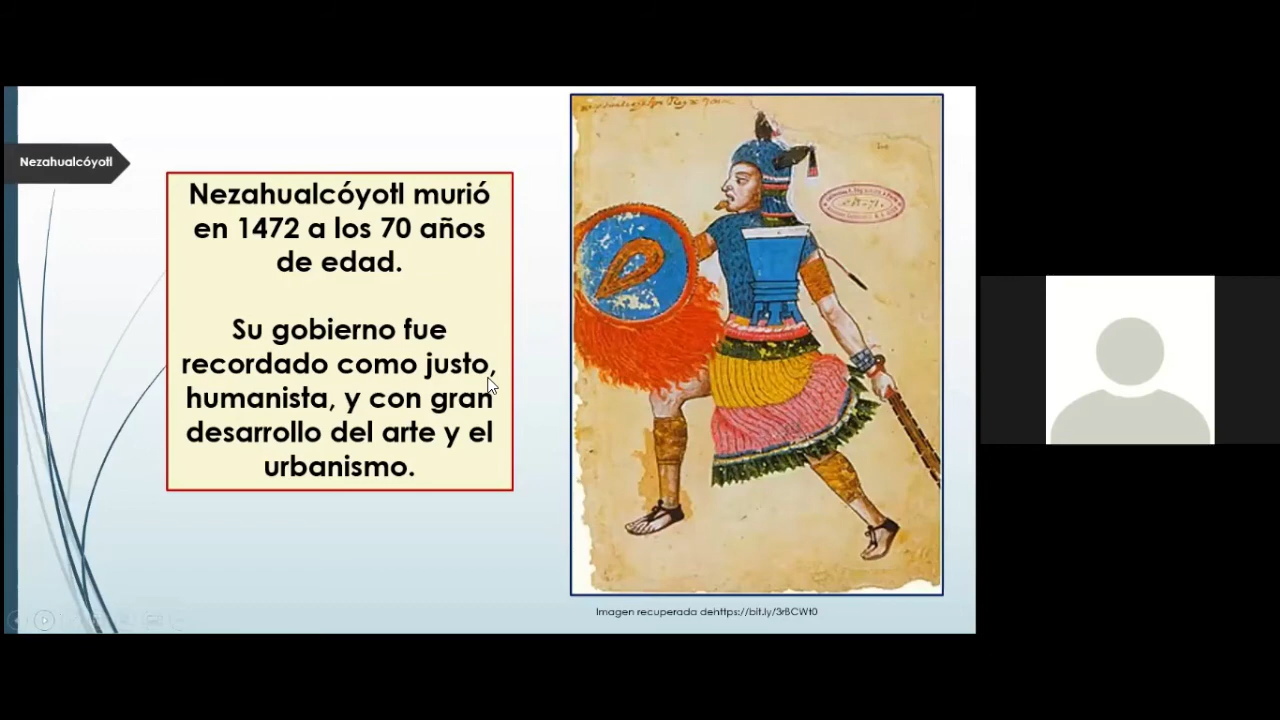 Nezahualcóyotl
Nezahualcóyotl murió
en 1472 a los 70 años
de edad.
Su gobierno fue
recordado como justo,
humanista, y con gran
desarrollo del arte y el
urbanismo.
Imagen recuperada dehttps://bit.ly/3rBCWt0